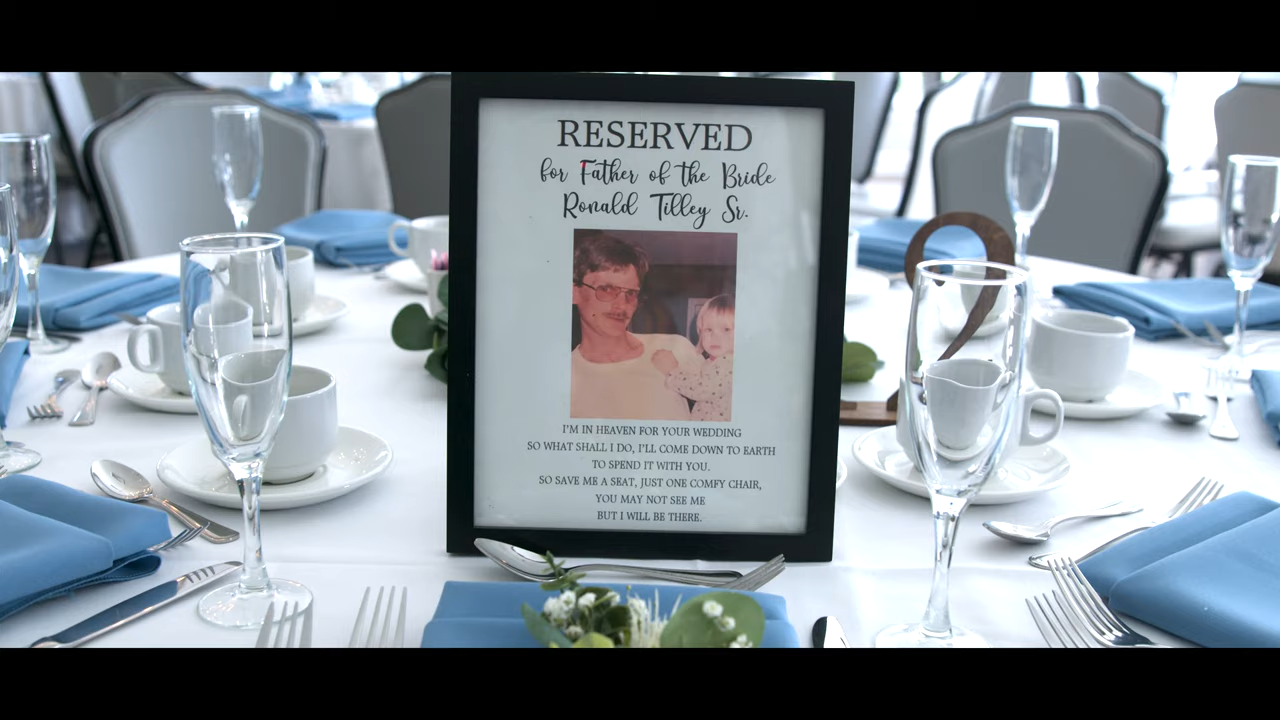 RESERVED
for Father of the Bride
Ronald Tilley Sr.
I'M IN HEAVEN FOR YOUR WEDDING
SO WHAT SHALL I DO, I'LL COME DOWN TO EARTH
TO SPEND IT WITH YOU.
SO SAVE ME A SEAT, JUST ONE COMFY CHAIR,
YOU MAY NOT SEE ME
BUT I WILL BE THERE.
2